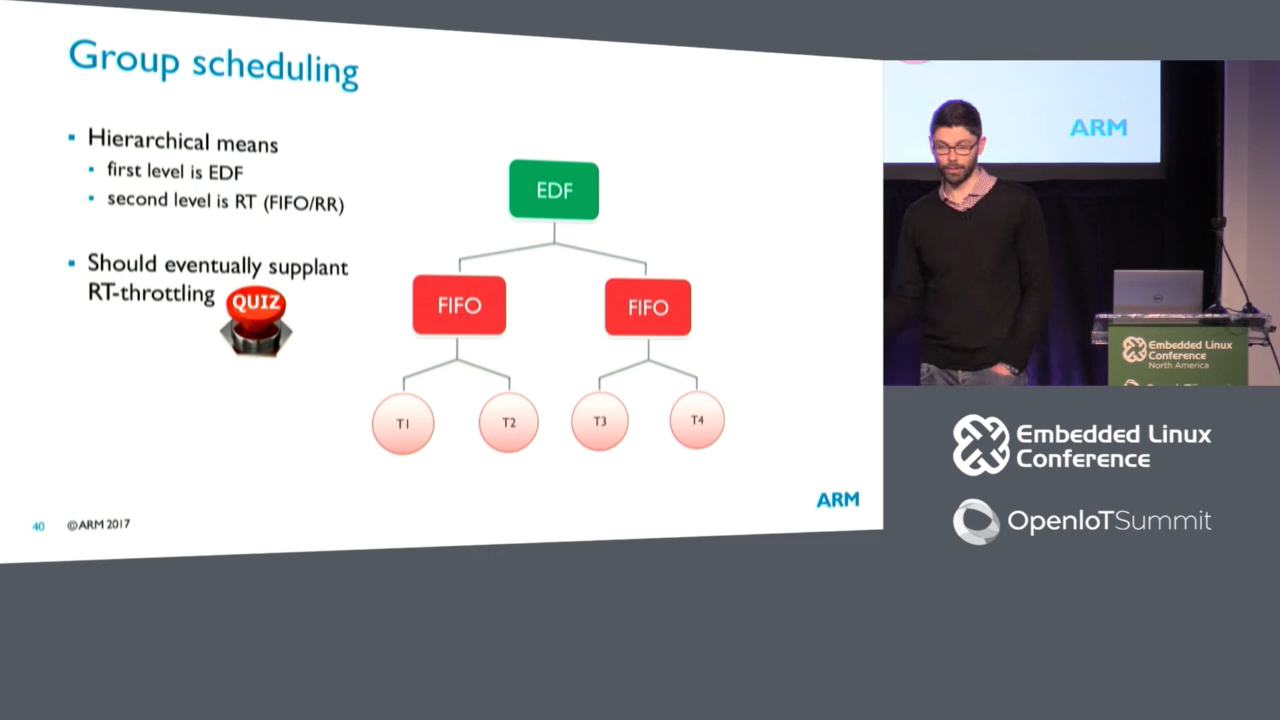 Group scheduling
Hierarchical means
first level is EDF
second level is RT (FIFO/RR)
Should eventually supplant
RT-throttling
QUIZ
EDF
FIFO
FIFO
T1
T2
T3
T4
ARM
40
©ARM 2017
ARM
Embedded Linux
Conference
North America
Embedded Linux
Conference
OpenIoTSummit